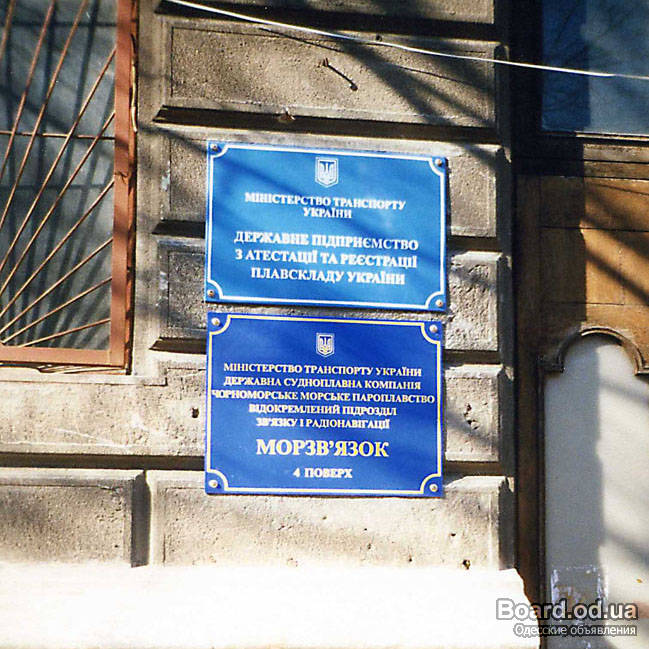 МІНІСТЕРСТВО ТРАНСПОРТУ
УКРАЇНИ
ДЕРЖАВНЕ ПІДПРИЄМСТВО
З АТЕСТАЦІЇ ТА РЕЄСТРАЦІЇ
ПЛАВСКЛАДУ УКРАЇНИ
МІНІСТЕРСТВО ТРАНСПОРТУ УКРАЇНИ
ДЕРЖАВНА СУДНОПЛАВНА КОМПАНІЯ
ЧОРНОМОРСЬКЕ МОРСЬКЕ ПАРОПЛАВСТВО
ВІДОКРЕМЛЕНИЙ ПІДРОЗДІЛ
ЗВ'ЯЗКУ І РАДІОНАВІГАЦІЇ
МОРЗВ'ЯЗОК
4 ПОВЕРХ
Board.od.ua
Одесские объявления